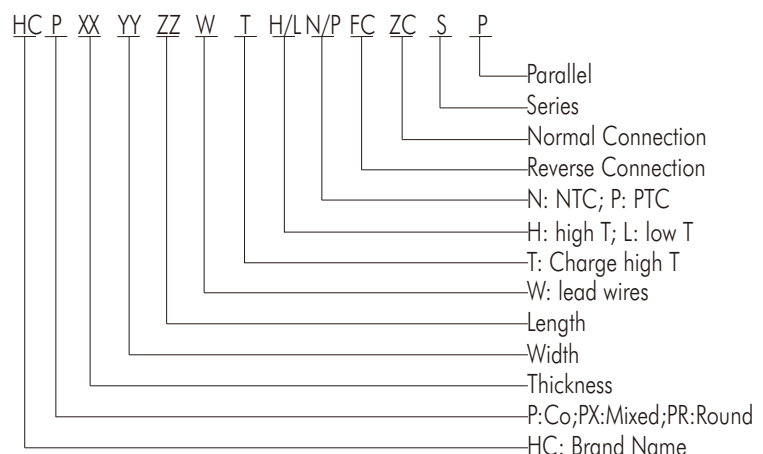 HC P XX YY ZZ W T H/L N/P FC ZC S P
Parallel
Series
Normal Connection
Reverse Connection
N: NTC; P: PTC
H: high T; L: low T
T: Charge high T
W: lead wires
Length
Width
Thickness
P:Co;PX:Mixed;PR:Round
HC: Brand Name